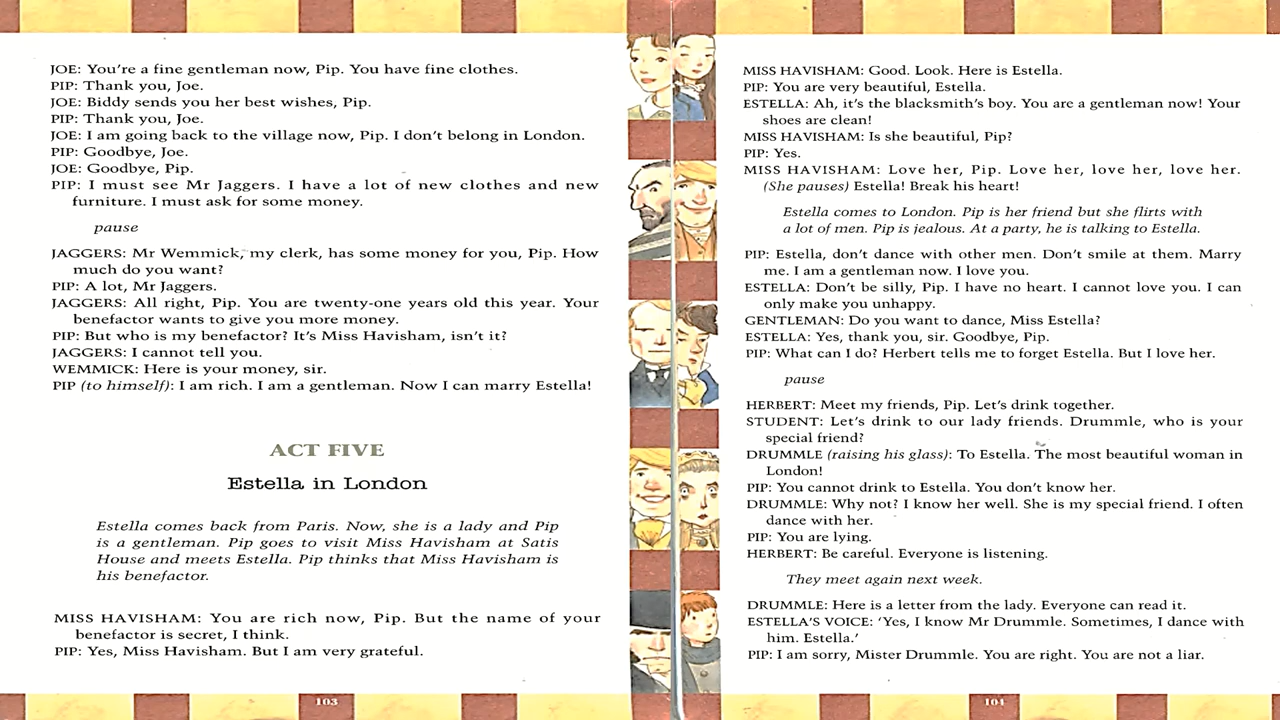 JOE: You're a fine gentleman now, Pip. You have fine clothes.
PIP: Thank you, Joe.
JOE: Biddy sends you her best wishes, Pip.
PIP: Thank you, Joe.
JOE: I am going back to the village now, Pip. I don't belong in London.
PIP: Goodbye, Joe.
JOE: Goodbye, Pip.
PIP: I must see Mr Jaggers. I have a lot of new clothes and new
furniture. I must ask for some money.
pause
JAGGERS: Mr Wemmick, my clerk, has some money for you, Pip. How
much do you want?
PIP: A lot, Mr Jaggers.
JAGGERS: All right, Pip. You are twenty-one years old this year. Your
benefactor wants to give you more money.
PIP: But who is my benefactor? It's Miss Havisham, isn't it?
JAGGERS: I cannot tell you.
WEMMICK: Here is your money, sir.
PIP (to himself): I am rich. I am a gentleman. Now I can marry Estella!
ACT FIVE
Estella in London
Estella comes back from Paris. Now, she is a lady and Pip
is a gentleman. Pip goes to visit Miss Havisham at Satis
House and meets Estella. Pip thinks that Miss Havisham is
his benefactor.
MISS HAVISHAM: You are rich now, Pip. But the name of your
benefactor is secret, I think.
PIP: Yes, Miss Havisham. But I am very grateful.
103
MISS HAVISHAM: Good. Look. Here is Estella.
PIP: You are very beautiful, Estella.
ESTELLA: Ah, it's the blacksmith's boy. You are a gentleman now! Your
shoes are clean!
MISS HAVISHAM: Is she beautiful, Pip?
PIP: Yes.
MISS HAVISHAM: Love her, Pip. Love her, love her, love her.
(She pauses) Estella! Break his heart!
Estella comes to London. Pip is her friend but she flirts with
a lot of men. Pip is jealous. At a party, he is talking to Estella.
PIP: Estella, don't dance with other men. Don't smile at them. Marry
me. I am a gentleman now. I love you.
ESTELLA: Don't be silly, Pip. I have no heart. I cannot love you. I can
only make you unhappy.
GENTLEMAN: Do you want to dance, Miss Estella?
ESTELLA: Yes, thank you, sir. Goodbye, Pip.
PIP: What can I do? Herbert tells me to forget Estella. But I love her.
pause
HERBERT: Meet my friends, Pip. Let's drink together.
STUDENT: Let's drink to our lady friends. Drummle, who is your
special friend?
DRUMMLE (raising his glass): To Estella. The most beautiful woman in
London!
PIP: You cannot drink to Estella. You don't know her.
DRUMMLE: Why not? I know her well. She is my special friend. I often
dance with her.
PIP: You are lying.
HERBERT: Be careful. Everyone is listening.
They meet again next week.
DRUMMLE: Here is a letter from the lady. Everyone can read it.
ESTELLA'S VOICE: 'Yes, I know Mr Drummle. Sometimes, I dance with
him. Estella.'
PIP: I am sorry, Mister Drummle. You are right. You are not a liar.
104